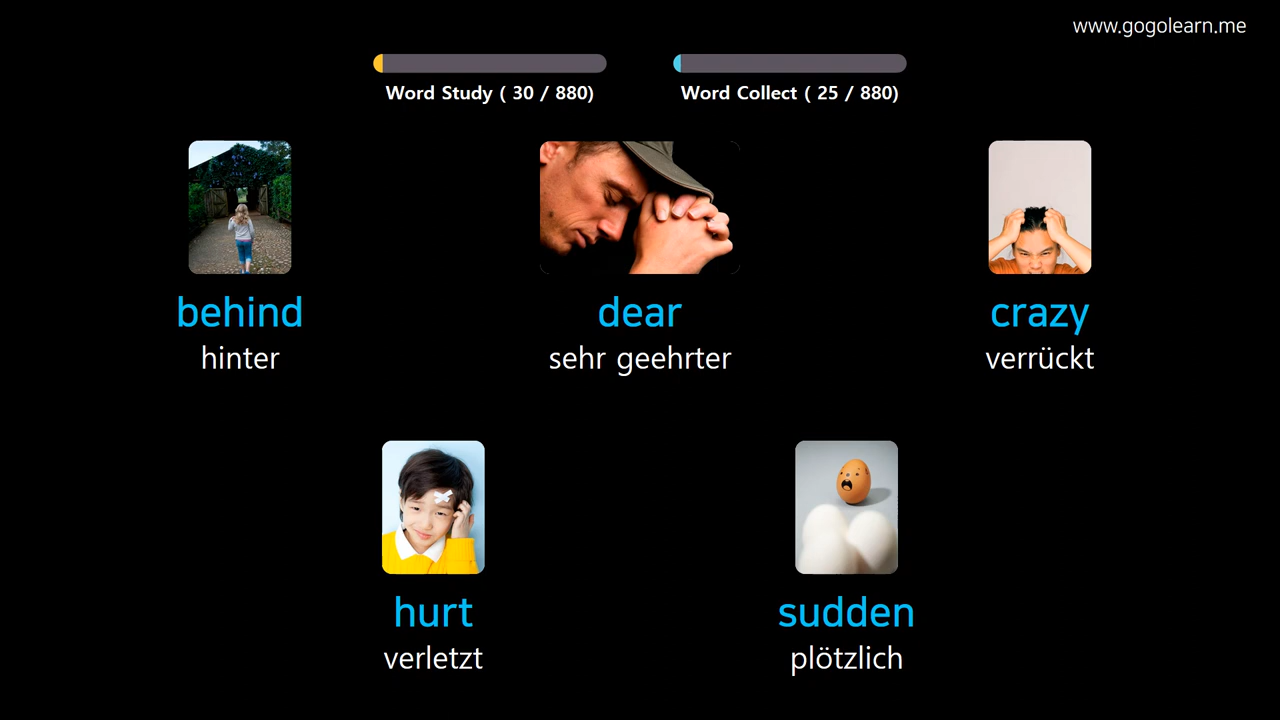 www.gogolearn.me
Word Study ( 30 / 880)
Word Collect ( 25 / 880)
behind
hinter
dear
sehr geehrter
crazy
verrückt
hurt
verletzt
sudden
plötzlich